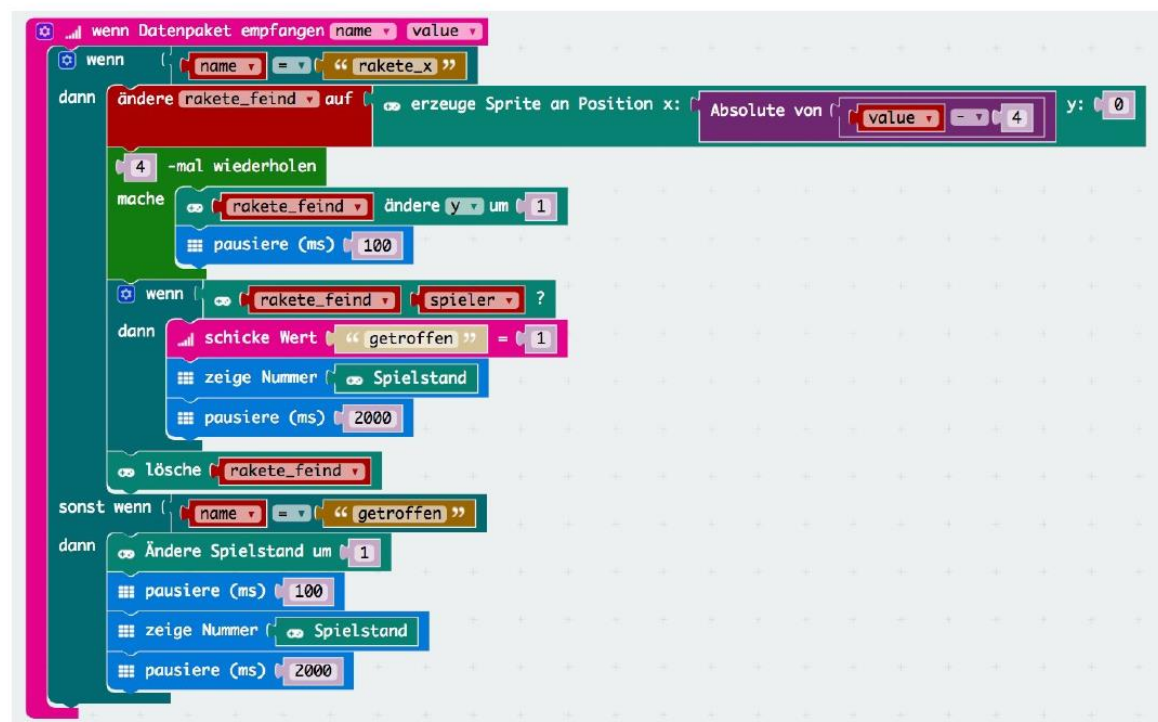 wenn Datenpaket empfangen name value
wenn name = “ rakete_x ”
dann ändere rakete_feind auf erzeuge Sprite an Position x: Absolute von value - 4 y: 0
4 -mal wiederholen
mache rakete_feind ändere y um 1
pausiere (ms) 100
wenn rakete_feind spieler ?
dann schicke Wert “ getroffen ” = 1
zeige Nummer Spielstand
pausiere (ms) 2000
lösche rakete_feind
sonst wenn name = “ getroffen ”
dann Ändere Spielstand um 1
pausiere (ms) 100
zeige Nummer Spielstand
pausiere (ms) 2000